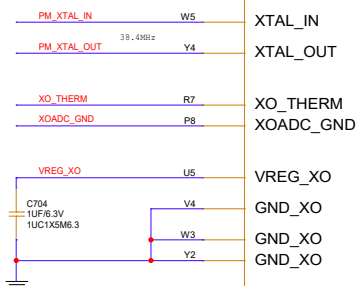 PM_XTAL_IN W5 XTAL_IN
38.4MHz
PM_XTAL_OUT Y4 XTAL_OUT
XO_THERM R7 XO_THERM
XOADC_GND P8 XOADC_GND
VREG_XO U5 VREG_XO
C704
1UF/6.3V
1UC1X5M6.3
V4 GND_XO
W3 GND_XO
Y2 GND_XO